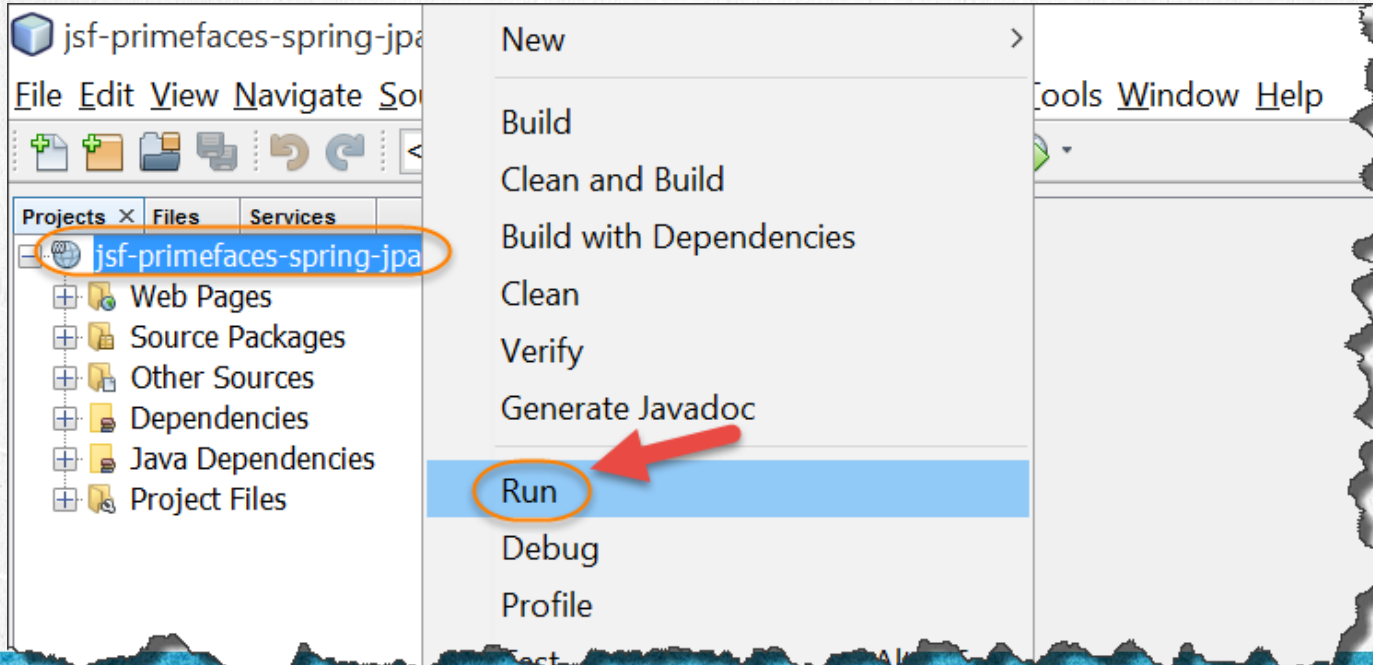 jsf-primefaces-spring-jpa
File Edit View Navigate
Window Help
Projects Files Services
jsf-primefaces-spring-jpa
Web Pages
Source Packages
Other Sources
Dependencies
Java Dependencies
Project Files
New
Build
Clean and Build
Build with Dependencies
Clean
Verify
Generate Javadoc
Run
Debug
Profile